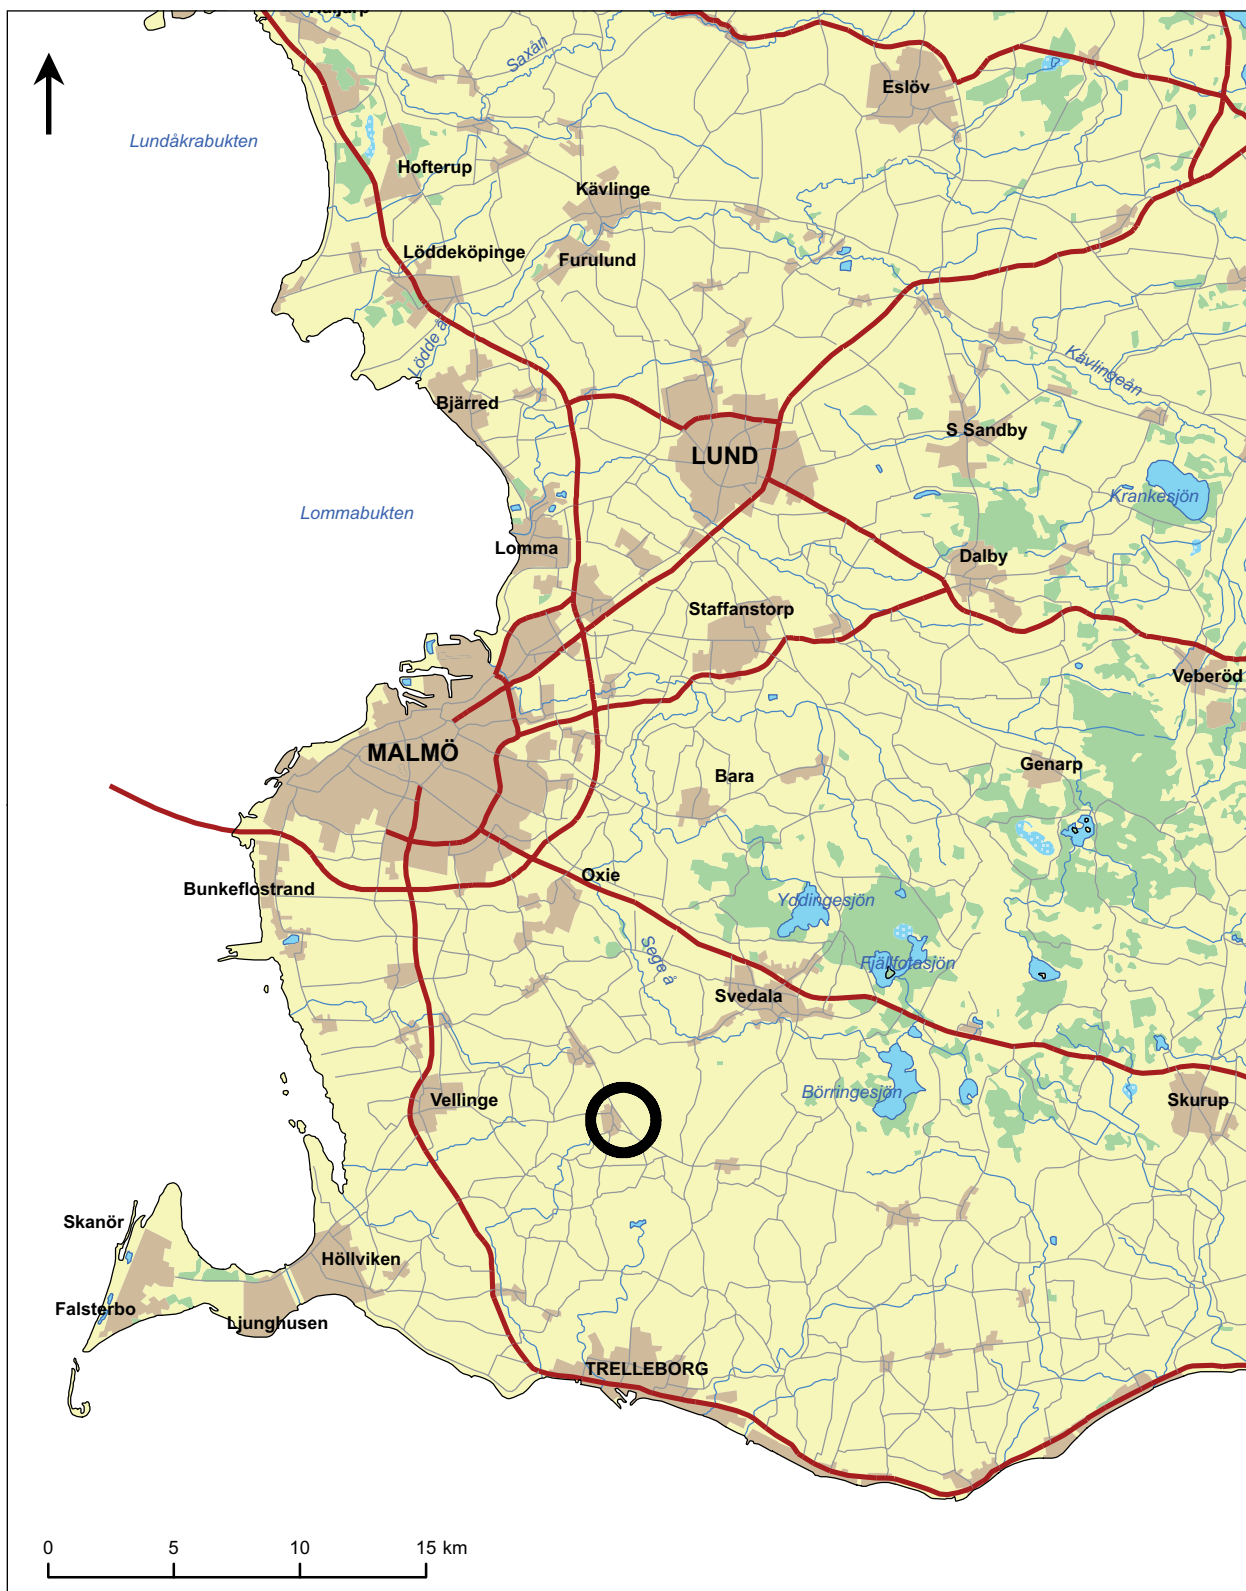 Saxån
Eslöv
Lundåkrabukten
Hofterup
Kävlinge
Löddeköpinge
Furulund
Lödde å
Kävlingeån
Bjärred
S Sandby
LUND
Krankesjön
Lommabukten
Lomma
Dalby
Staffanstorp
Veberöd
MALMÖ
Genarp
Bara
Oxie
Bunkeflostrand
Yddingesjön
Sege å
Fjällfotasjön
Svedala
Börringesjön
Vellinge
Skurup
Skanör
Höllviken
Falsterbo
Ljunghusen
TRELLEBORG
0 5 10 15 km